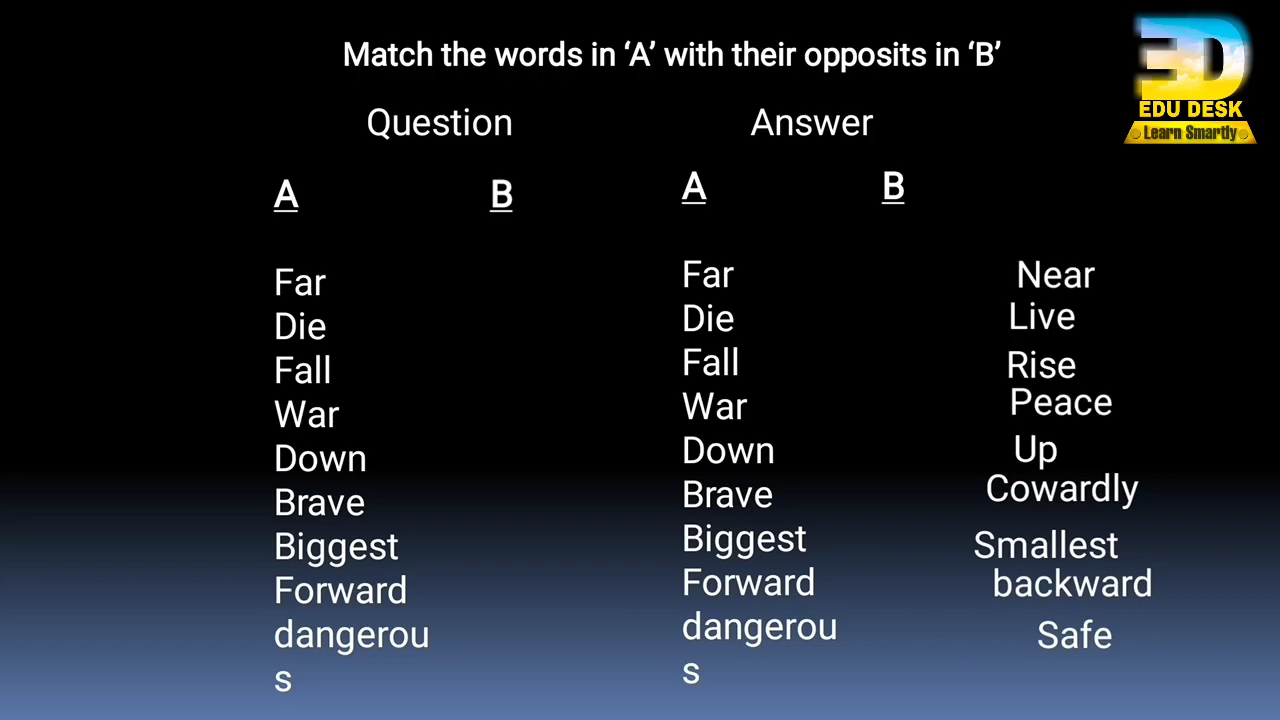 Match the words in ‘A’ with their opposits in ‘B’
ED
EDU DESK
Learn Smartly
Question
A B
Far
Die
Fall
War
Down
Brave
Biggest
Forward
dangerou
s
Answer
A B
Far Near
Die Live
Fall Rise
War Peace
Down Up
Brave Cowardly
Biggest Smallest
Forward backward
dangerou Safe
s